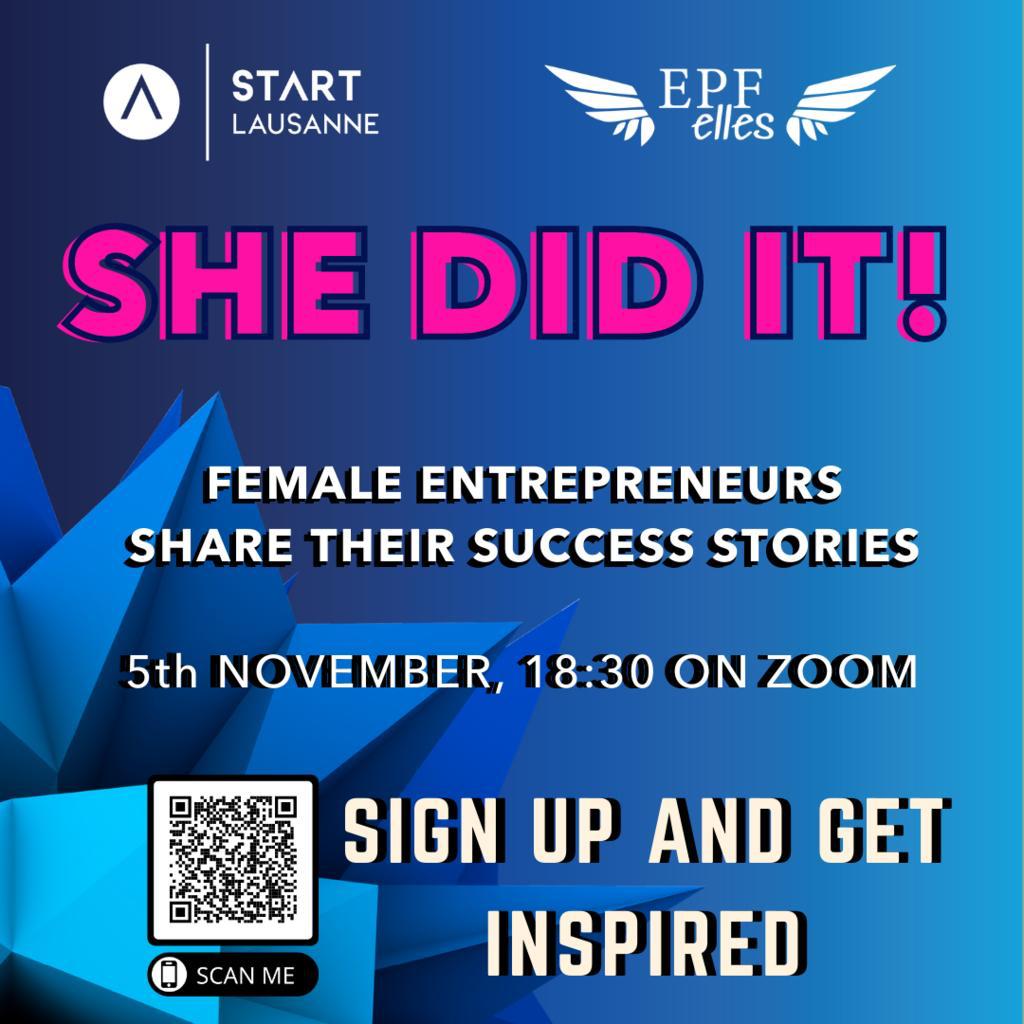 START
LAUSANNE
EPF
elles
SHE DID IT!
FEMALE ENTREPRENEURS
SHARE THEIR SUCCESS STORIES
5th NOVEMBER, 18:30 ON ZOOM
SIGN UP AND GET
INSPIRED
SCAN ME